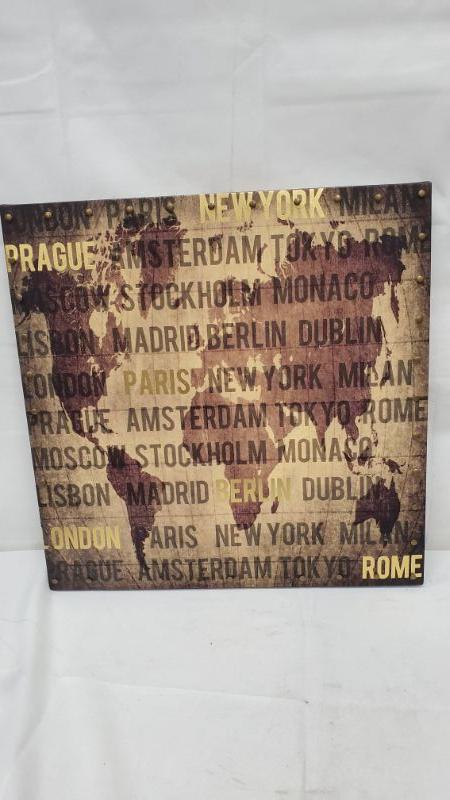 LONDON PARIS NEW YORK MILAN
PRAGUE AMSTERDAM TOKYO ROME
MOSCOW STOCKHOLM MONACO
LISBON MADRID BERLIN DUBLIN
LONDON PARIS NEW YORK MILAN
PRAGUE AMSTERDAM TOKYO ROME
MOSCOW STOCKHOLM MONACO
LISBON MADRID BERLIN DUBLIN
LONDON PARIS NEW YORK MILAN
PRAGUE AMSTERDAM TOKYO ROME